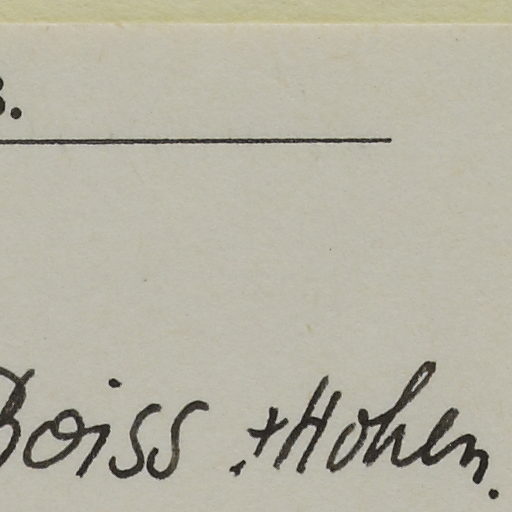 Boiss. + Hohen.